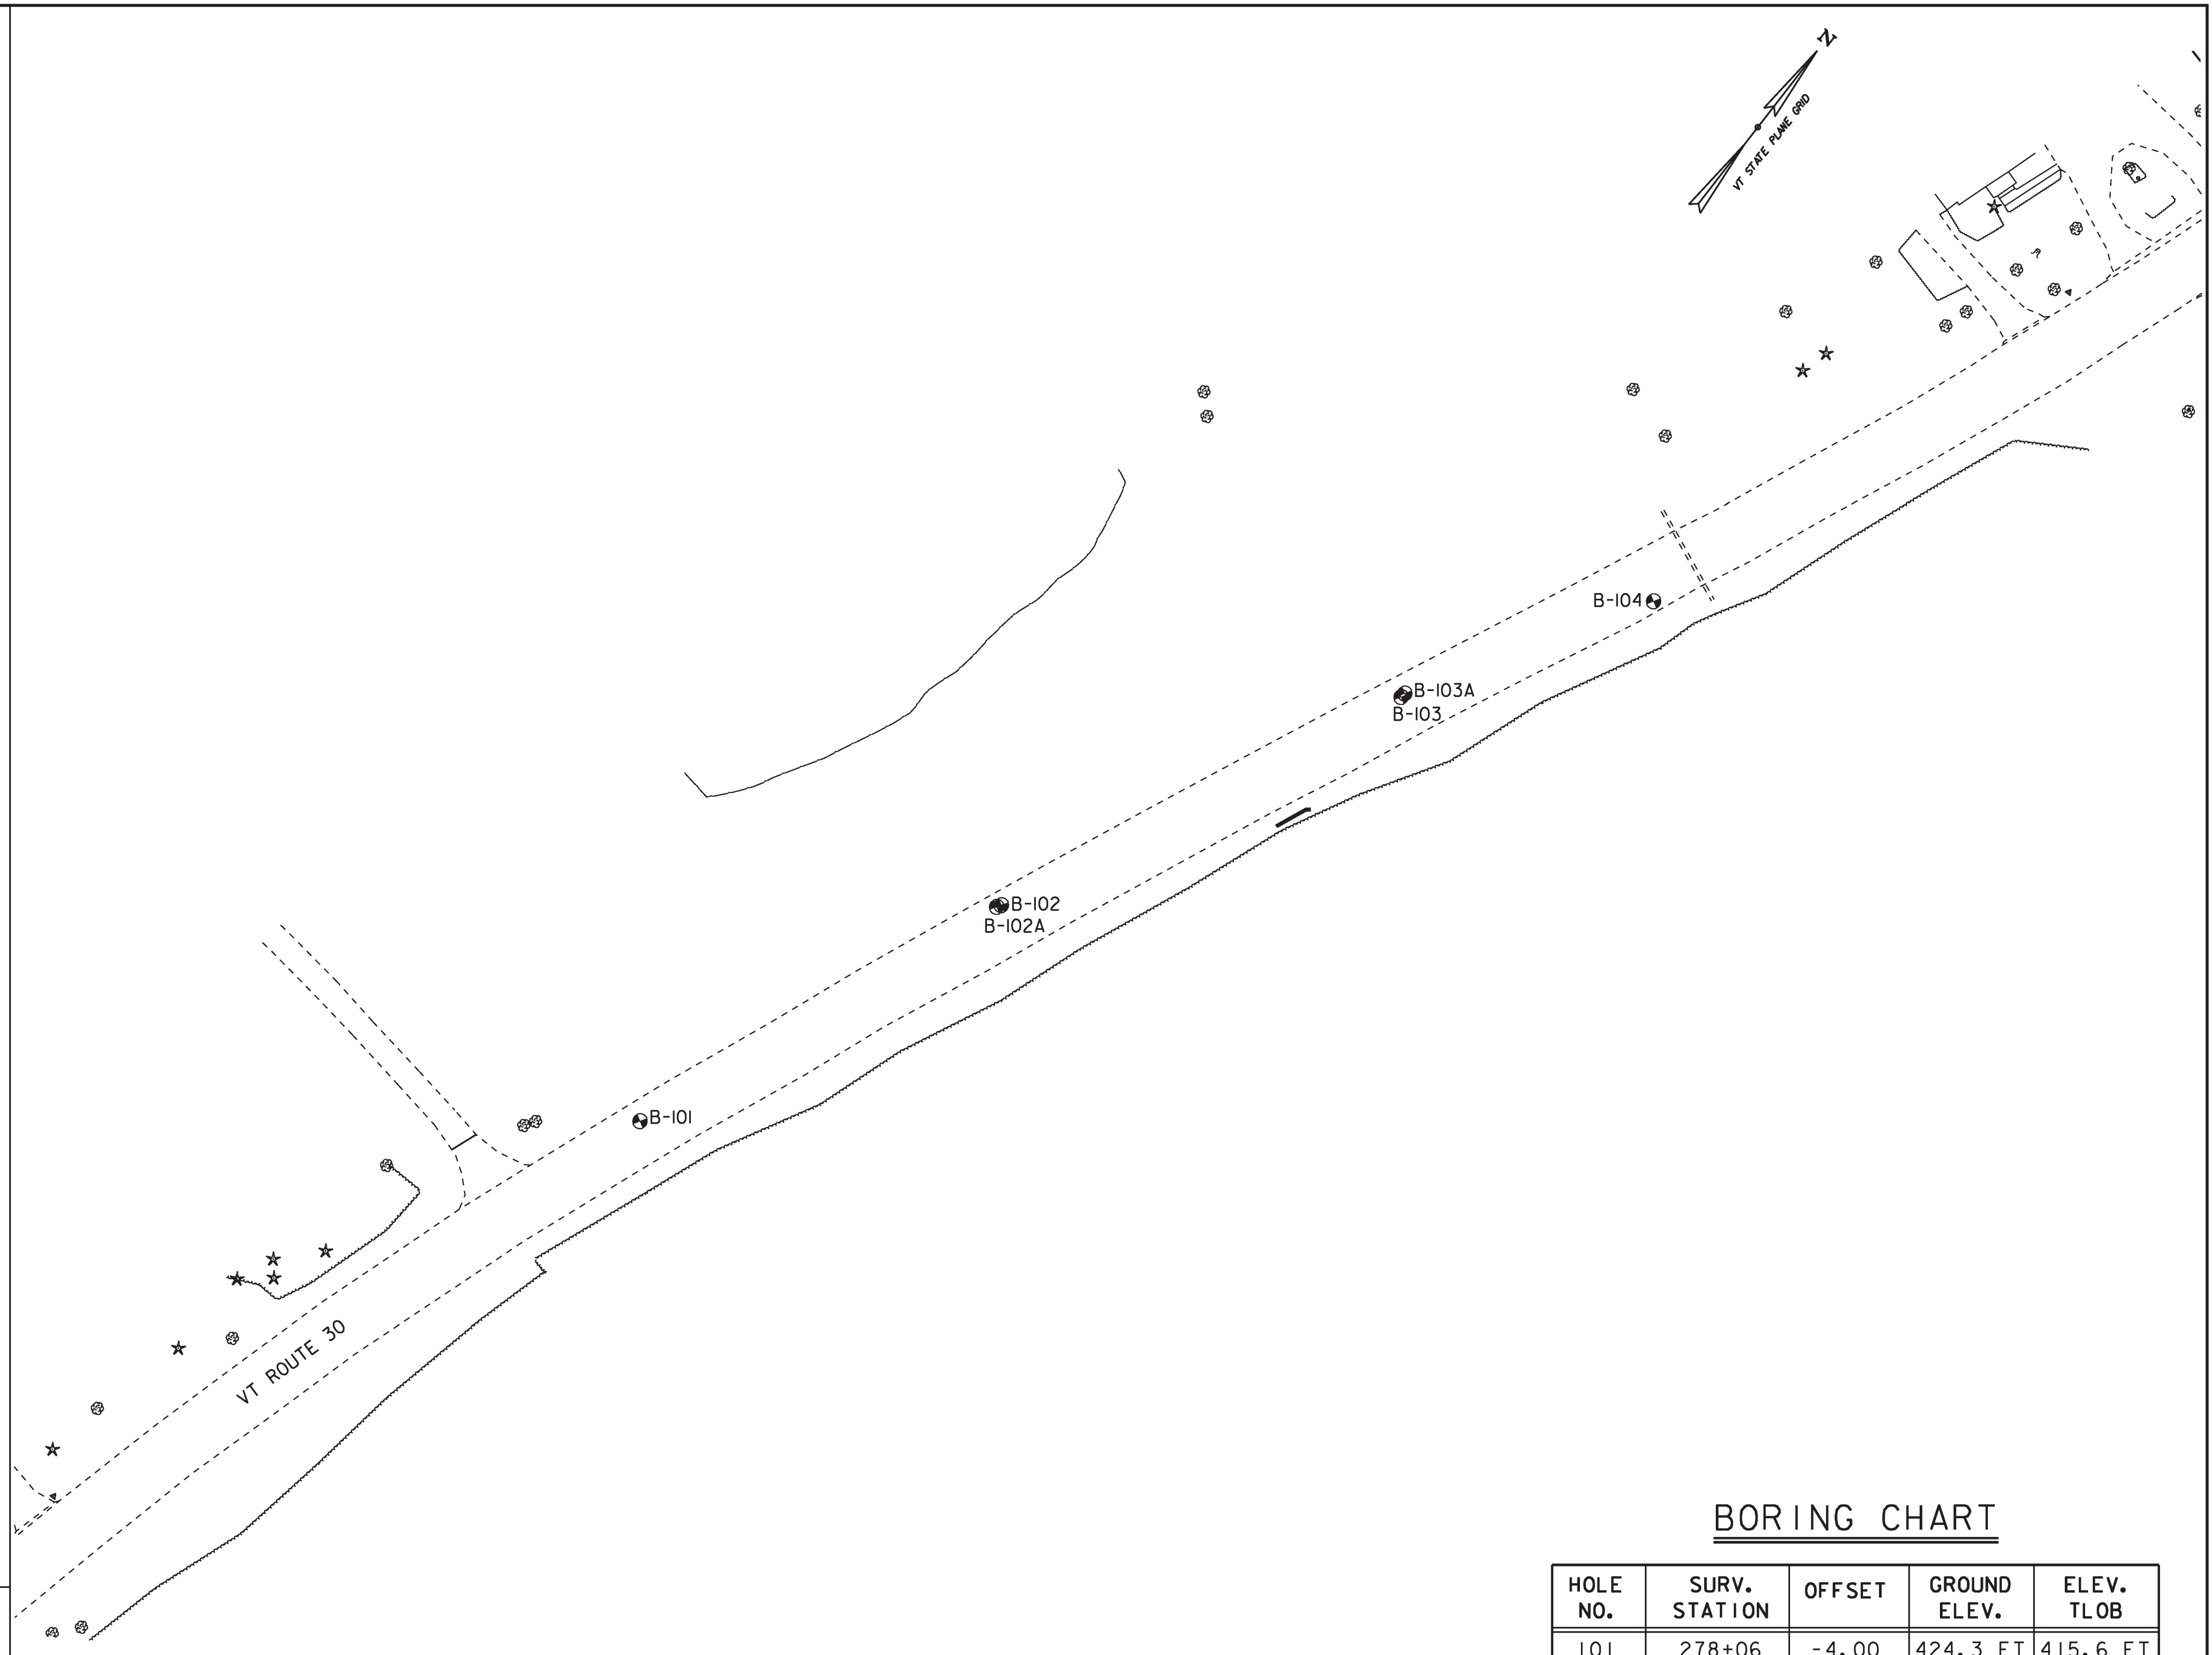 N
VT STATE PLANE GRID
B-104
B-103A
B-103
B-102
B-102A
B-101
VT ROUTE 30
BORING CHART
HOLE NO.
SURV. STATION
OFFSET
GROUND ELEV.
ELEV. TLOB
101
278+06
-4.00
424.3 FT
415.6 FT